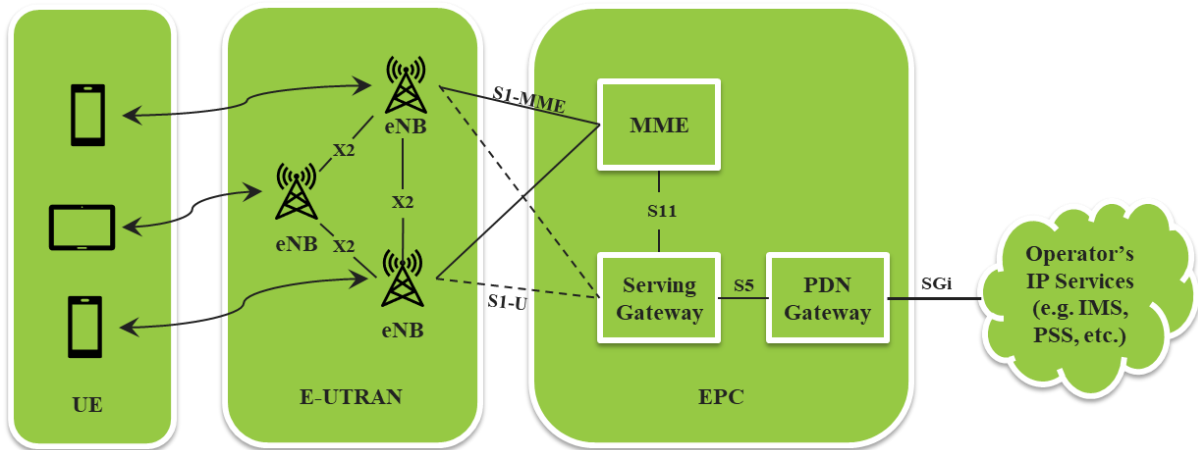 UE
eNB
X2
X2
eNB
X2
eNB
E-UTRAN
S1-MME
S1-U
MME
S11
Serving
Gateway
S5
PDN
Gateway
EPC
SGi
Operator’s
IP Services
(e.g. IMS,
PSS, etc.)